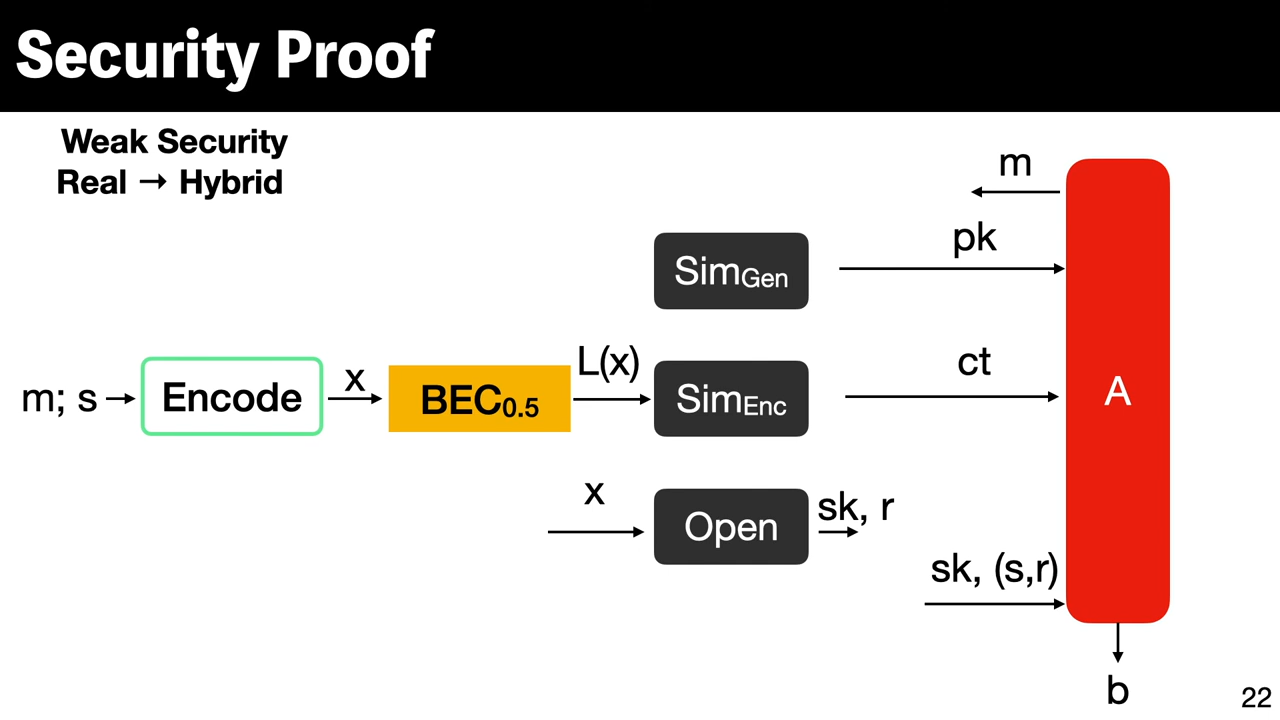 Security Proof
Weak Security
Real → Hybrid
m
pk
SimGen
m; s
Encode
x
BEC0.5
L(x)
SimEnc
ct
A
x
Open
sk, r
sk, (s,r)
b
22